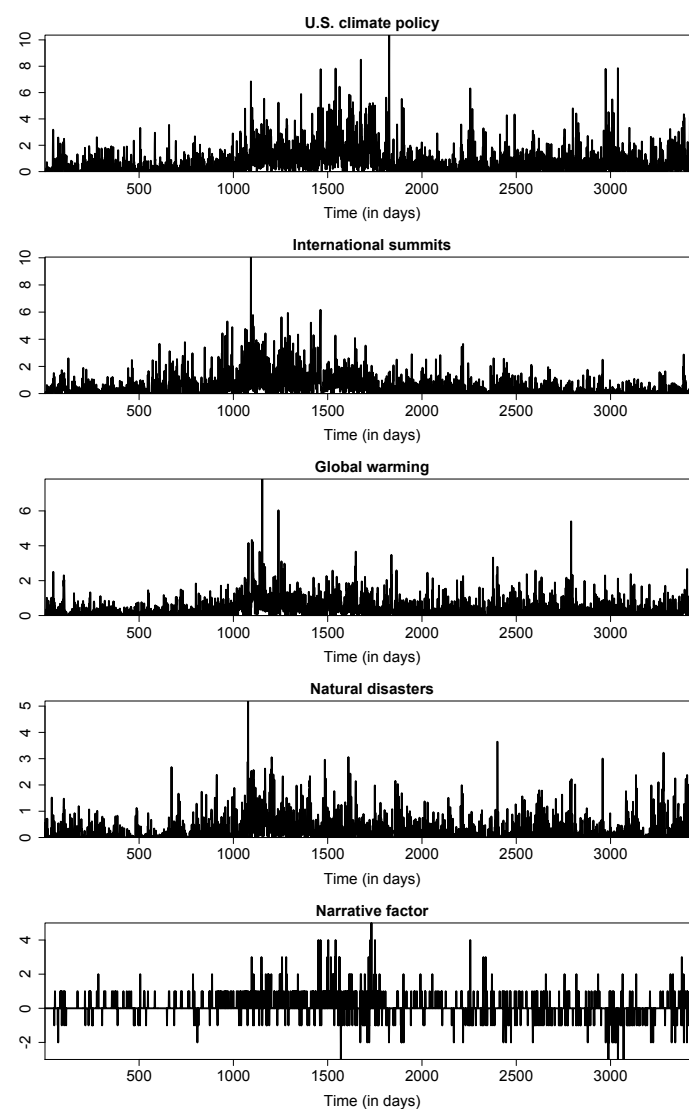 U.S. climate policy
10
8
6
4
2
0
500 1000 1500 2000 2500 3000
Time (in days)
International summits
10
8
6
4
2
0
500 1000 1500 2000 2500 3000
Time (in days)
Global warming
6
4
2
0
500 1000 1500 2000 2500 3000
Time (in days)
Natural disasters
5
4
3
2
1
0
500 1000 1500 2000 2500 3000
Time (in days)
Narrative factor
4
2
0
-2
500 1000 1500 2000 2500 3000
Time (in days)